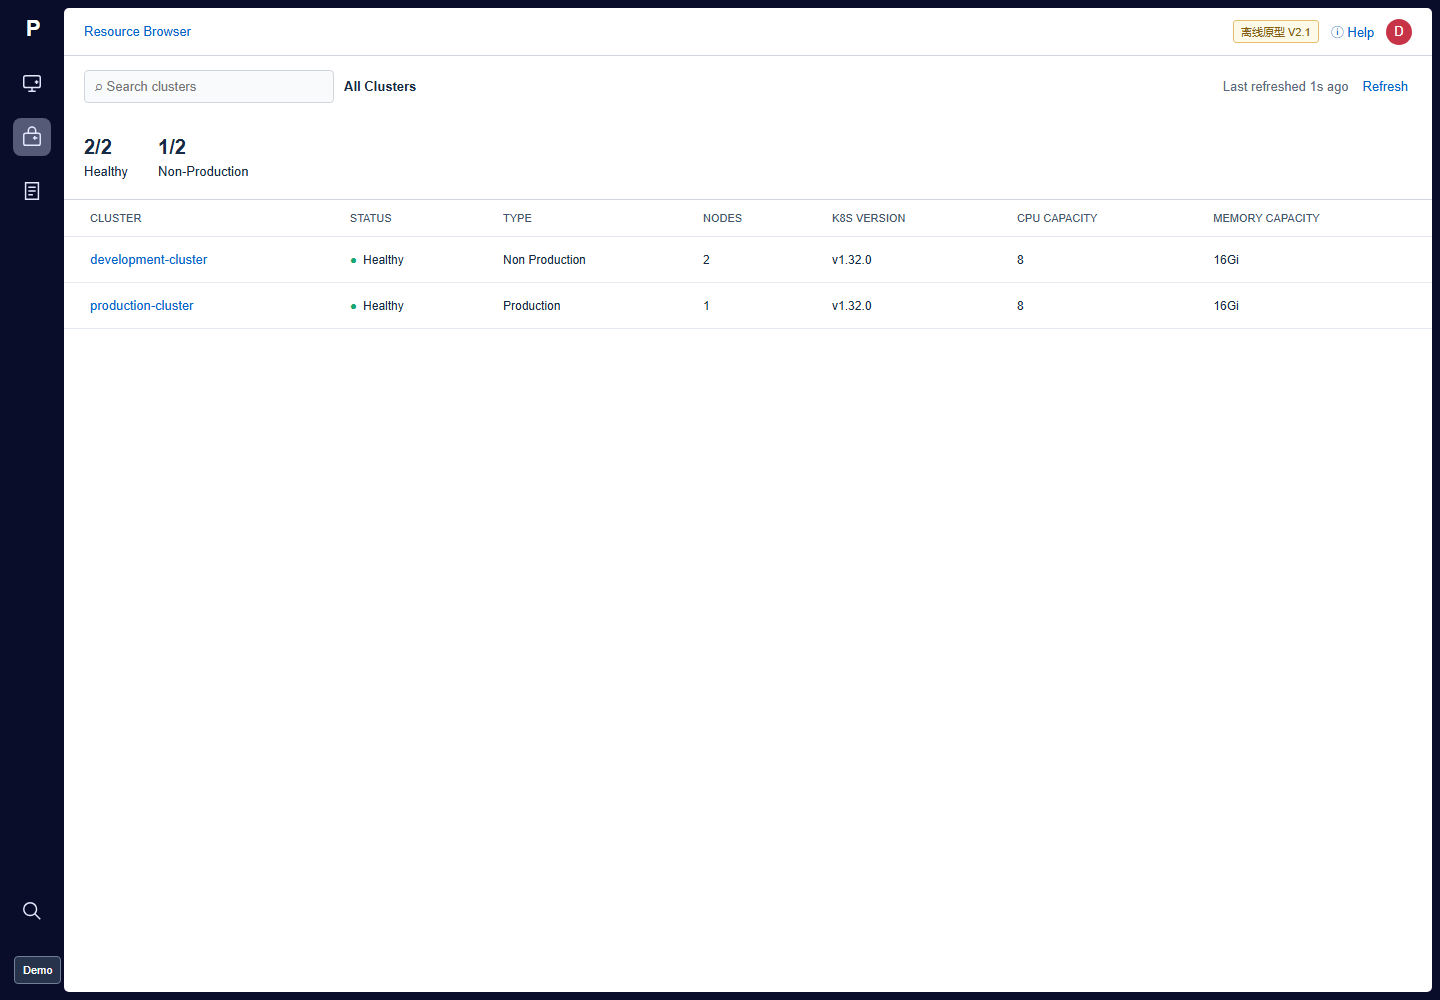 P
Resource Browser
离线原型 V2.1
Help
D
Search clusters
All Clusters
Last refreshed 1s ago
Refresh
2/2
Healthy
1/2
Non-Production
CLUSTER STATUS TYPE NODES K8S VERSION CPU CAPACITY MEMORY CAPACITY
development-cluster Healthy Non Production 2 v1.32.0 8 16Gi
production-cluster Healthy Production 1 v1.32.0 8 16Gi
Demo